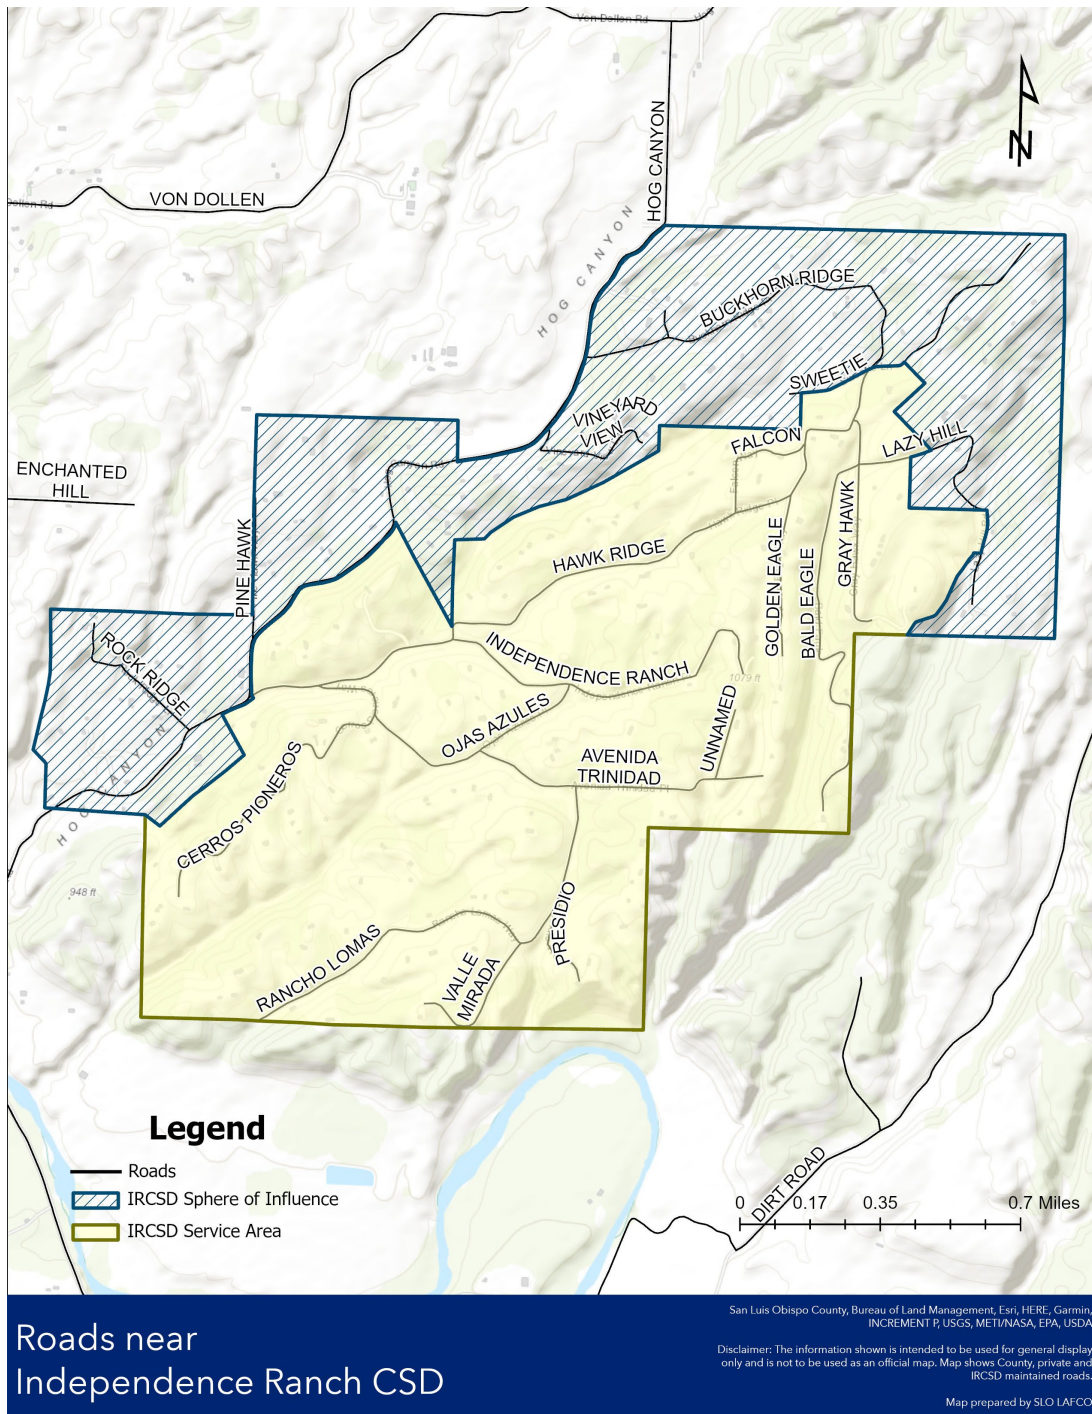 Von Dollen Rd
Hog
HOG CANYON
N
VON DOLLEN
Dollen Rd
HOG CANYON
BUCKHORN RIDGE
SWEETIE
VINEYARD
VIEW
FALCON
LAZY HILL
ENCHANTED
HILL
PINE HAWK
HAWK RIDGE
GOLDEN EAGLE
BALD EAGLE
GRAY HAWK
ROCK RIDGE
INDEPENDENCE RANCH
1079 ft
OJAS AZULES
UNNAMED
AVENIDA
TRINIDAD
HOG CANYON
CERROS PIONEROS
948 ft
PRESIDIO
RANCHO LOMAS
VALLE
MIRADA
Legend
Roads
IRCSD Sphere of Influence
IRCSD Service Area
DIRT ROAD
0 0.17 0.35 0.7 Miles
Roads near
Independence Ranch CSD
San Luis Obispo County, Bureau of Land Management, Esri, HERE, Garmin,
INCREMENT P, USGS, METI/NASA, EPA, USDA
Disclaimer: The information shown is intended to be used for general display
only and is not to be used as an official map. Map shows County, private and
IRCSD maintained roads.
Map prepared by SLO LAFCO